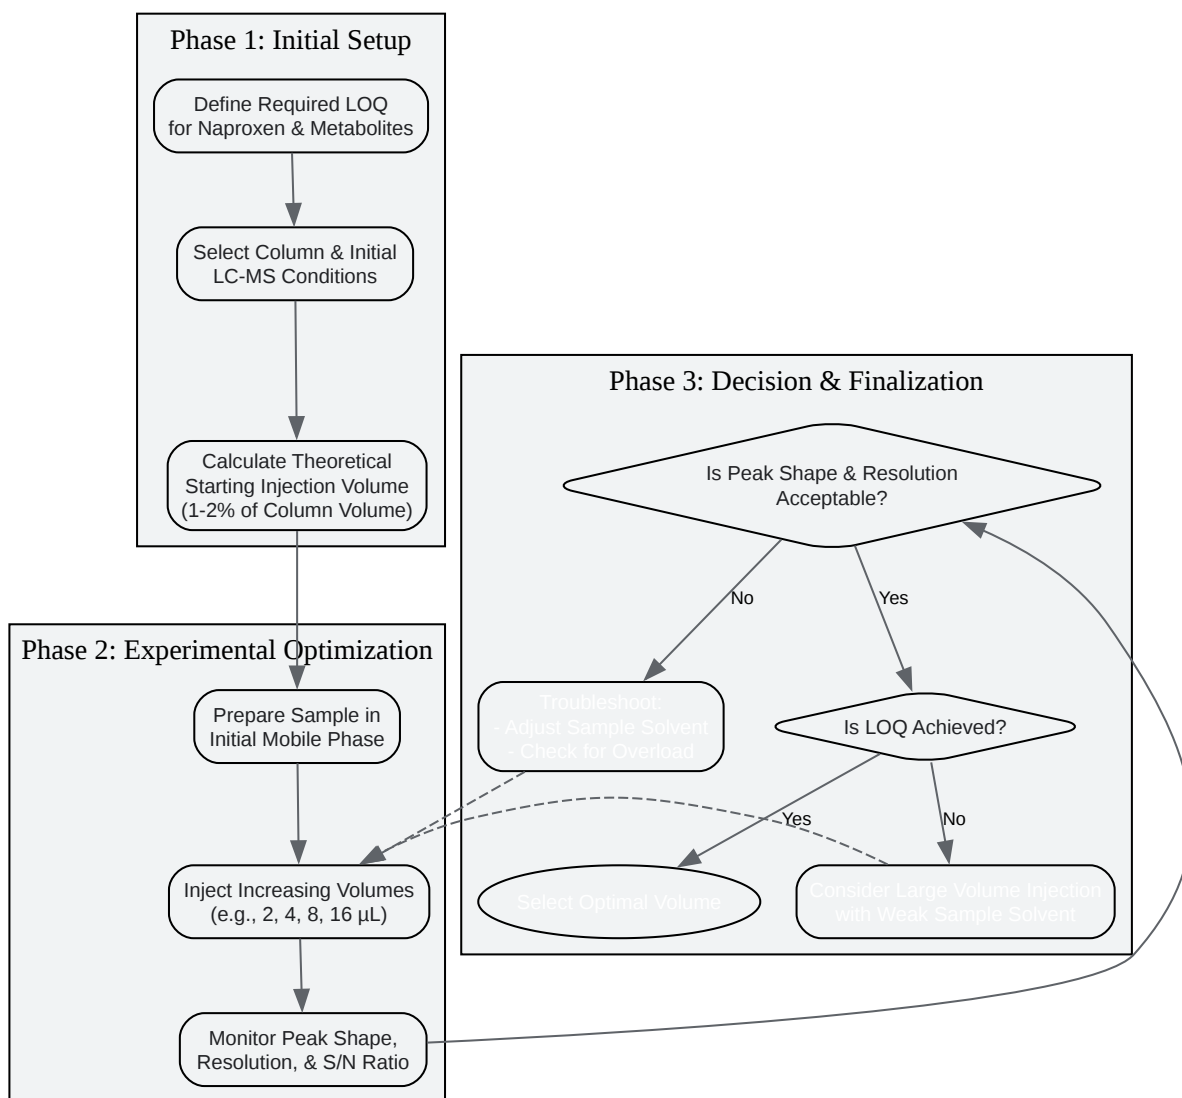 Phase 1: Initial Setup
Define Required LOQ
for Naproxen & Metabolites
Select Column & Initial
LC-MS Conditions
Calculate Theoretical
Starting Injection Volume
(1-2% of Column Volume)
Phase 2: Experimental Optimization
Prepare Sample in
Initial Mobile Phase
Inject Increasing Volumes
(e.g., 2, 4, 8, 16 µL)
Monitor Peak Shape,
Resolution, & S/N Ratio
Phase 3: Decision & Finalization
Is Peak Shape & Resolution
Acceptable?
No
Yes
Troubleshoot:
- Adjust Sample Solvent
- Check for Overload
Is LOQ Achieved?
Yes
No
Select Optimal Volume
Consider Large Volume Injection
with Weak Sample Solvent